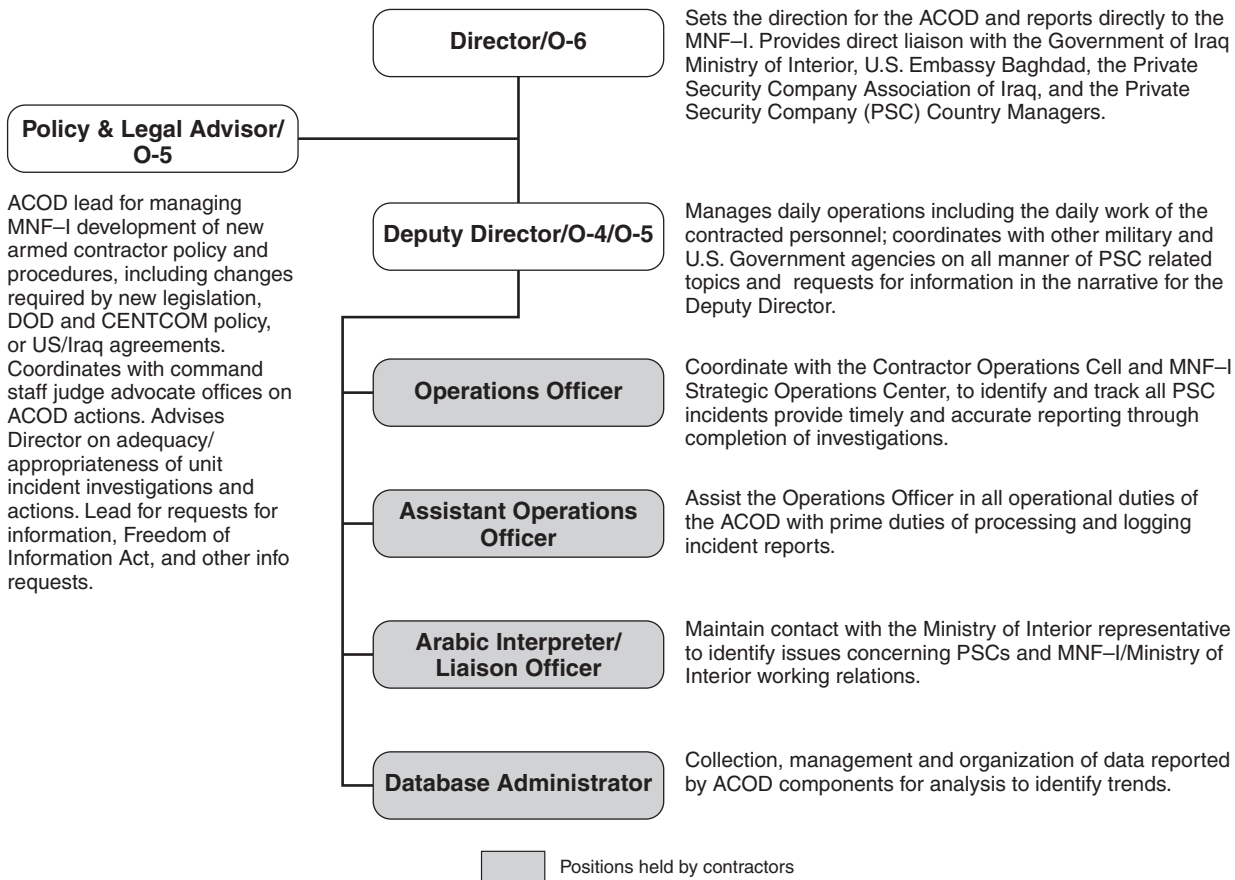 Director/O-6
Sets the direction for the ACOD and reports directly to the
MNF–I. Provides direct liaison with the Government of Iraq
Ministry of Interior, U.S. Embassy Baghdad, the Private
Security Company Association of Iraq, and the Private
Security Company (PSC) Country Managers.
Policy & Legal Advisor/
O-5
ACOD lead for managing
MNF–I development of new
armed contractor policy and
procedures, including changes
required by new legislation,
DOD and CENTCOM policy,
or US/Iraq agreements.
Coordinates with command
staff judge advocate offices on
ACOD actions. Advises
Director on adequacy/
appropriateness of unit
incident investigations and
actions. Lead for requests for
information, Freedom of
Information Act, and other info
requests.
Deputy Director/O-4/O-5
Manages daily operations including the daily work of the
contracted personnel; coordinates with other military and
U.S. Government agencies on all manner of PSC related
topics and requests for information in the narrative for the
Deputy Director.
Operations Officer
Coordinate with the Contractor Operations Cell and MNF–I
Strategic Operations Center, to identify and track all PSC
incidents provide timely and accurate reporting through
completion of investigations.
Assistant Operations
Officer
Assist the Operations Officer in all operational duties of
the ACOD with prime duties of processing and logging
incident reports.
Arabic Interpreter/
Liaison Officer
Maintain contact with the Ministry of Interior representative
to identify issues concerning PSCs and MNF–I/Ministry of
Interior working relations.
Database Administrator
Collection, management and organization of data reported
by ACOD components for analysis to identify trends.
Positions held by contractors